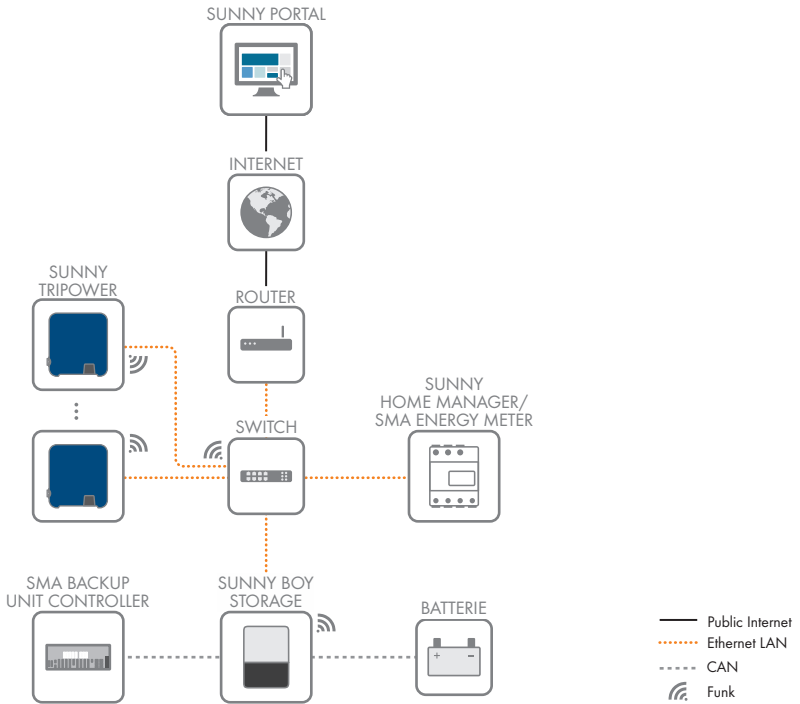 SUNNY PORTAL
INTERNET
SUNNY
TRIPOWER
ROUTER
SUNNY
HOME MANAGER/
SMA ENERGY METER
SWITCH
SMA BACKUP
UNIT CONTROLLER
SUNNY BOY
STORAGE
BATTERIE
+ -
Public Internet
Ethernet LAN
CAN
Funk